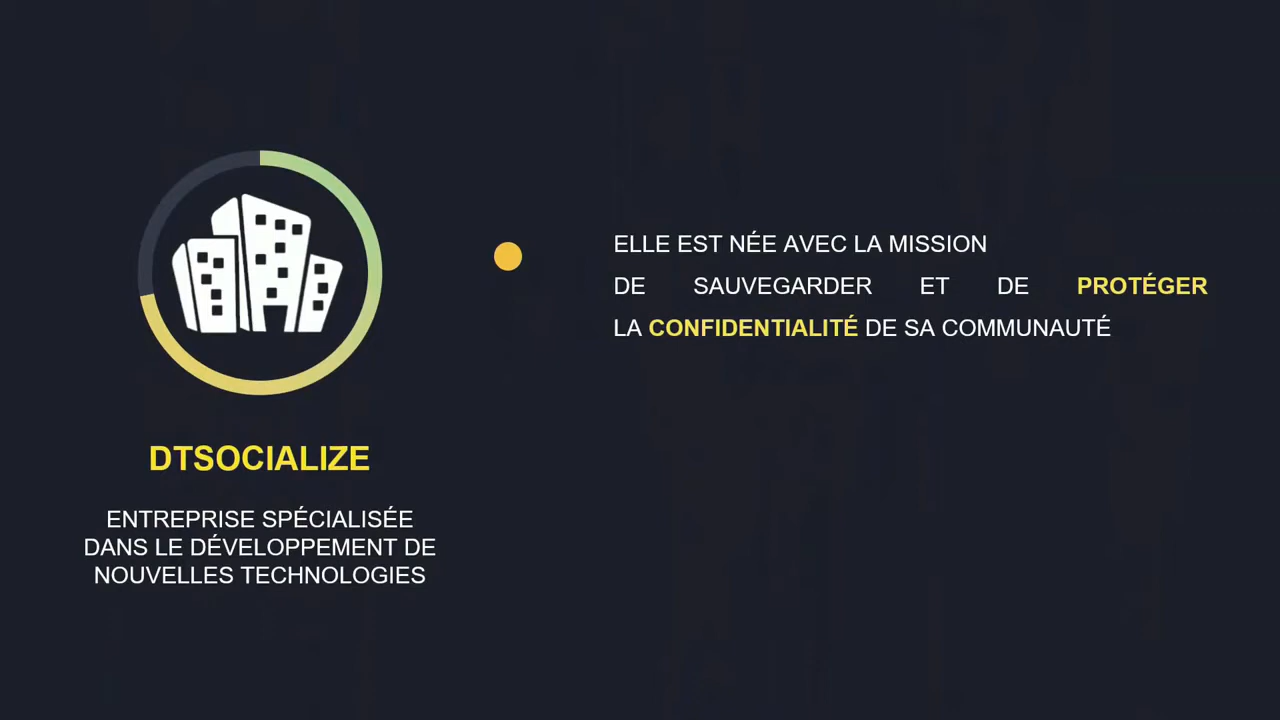 DTSOCIALIZE
ENTREPRISE SPÉCIALISÉE
DANS LE DÉVELOPPEMENT DE
NOUVELLES TECHNOLOGIES
ELLE EST NÉE AVEC LA MISSION
DE SAUVEGARDER ET DE PROTÉGER
LA CONFIDENTIALITÉ DE SA COMMUNAUTÉ